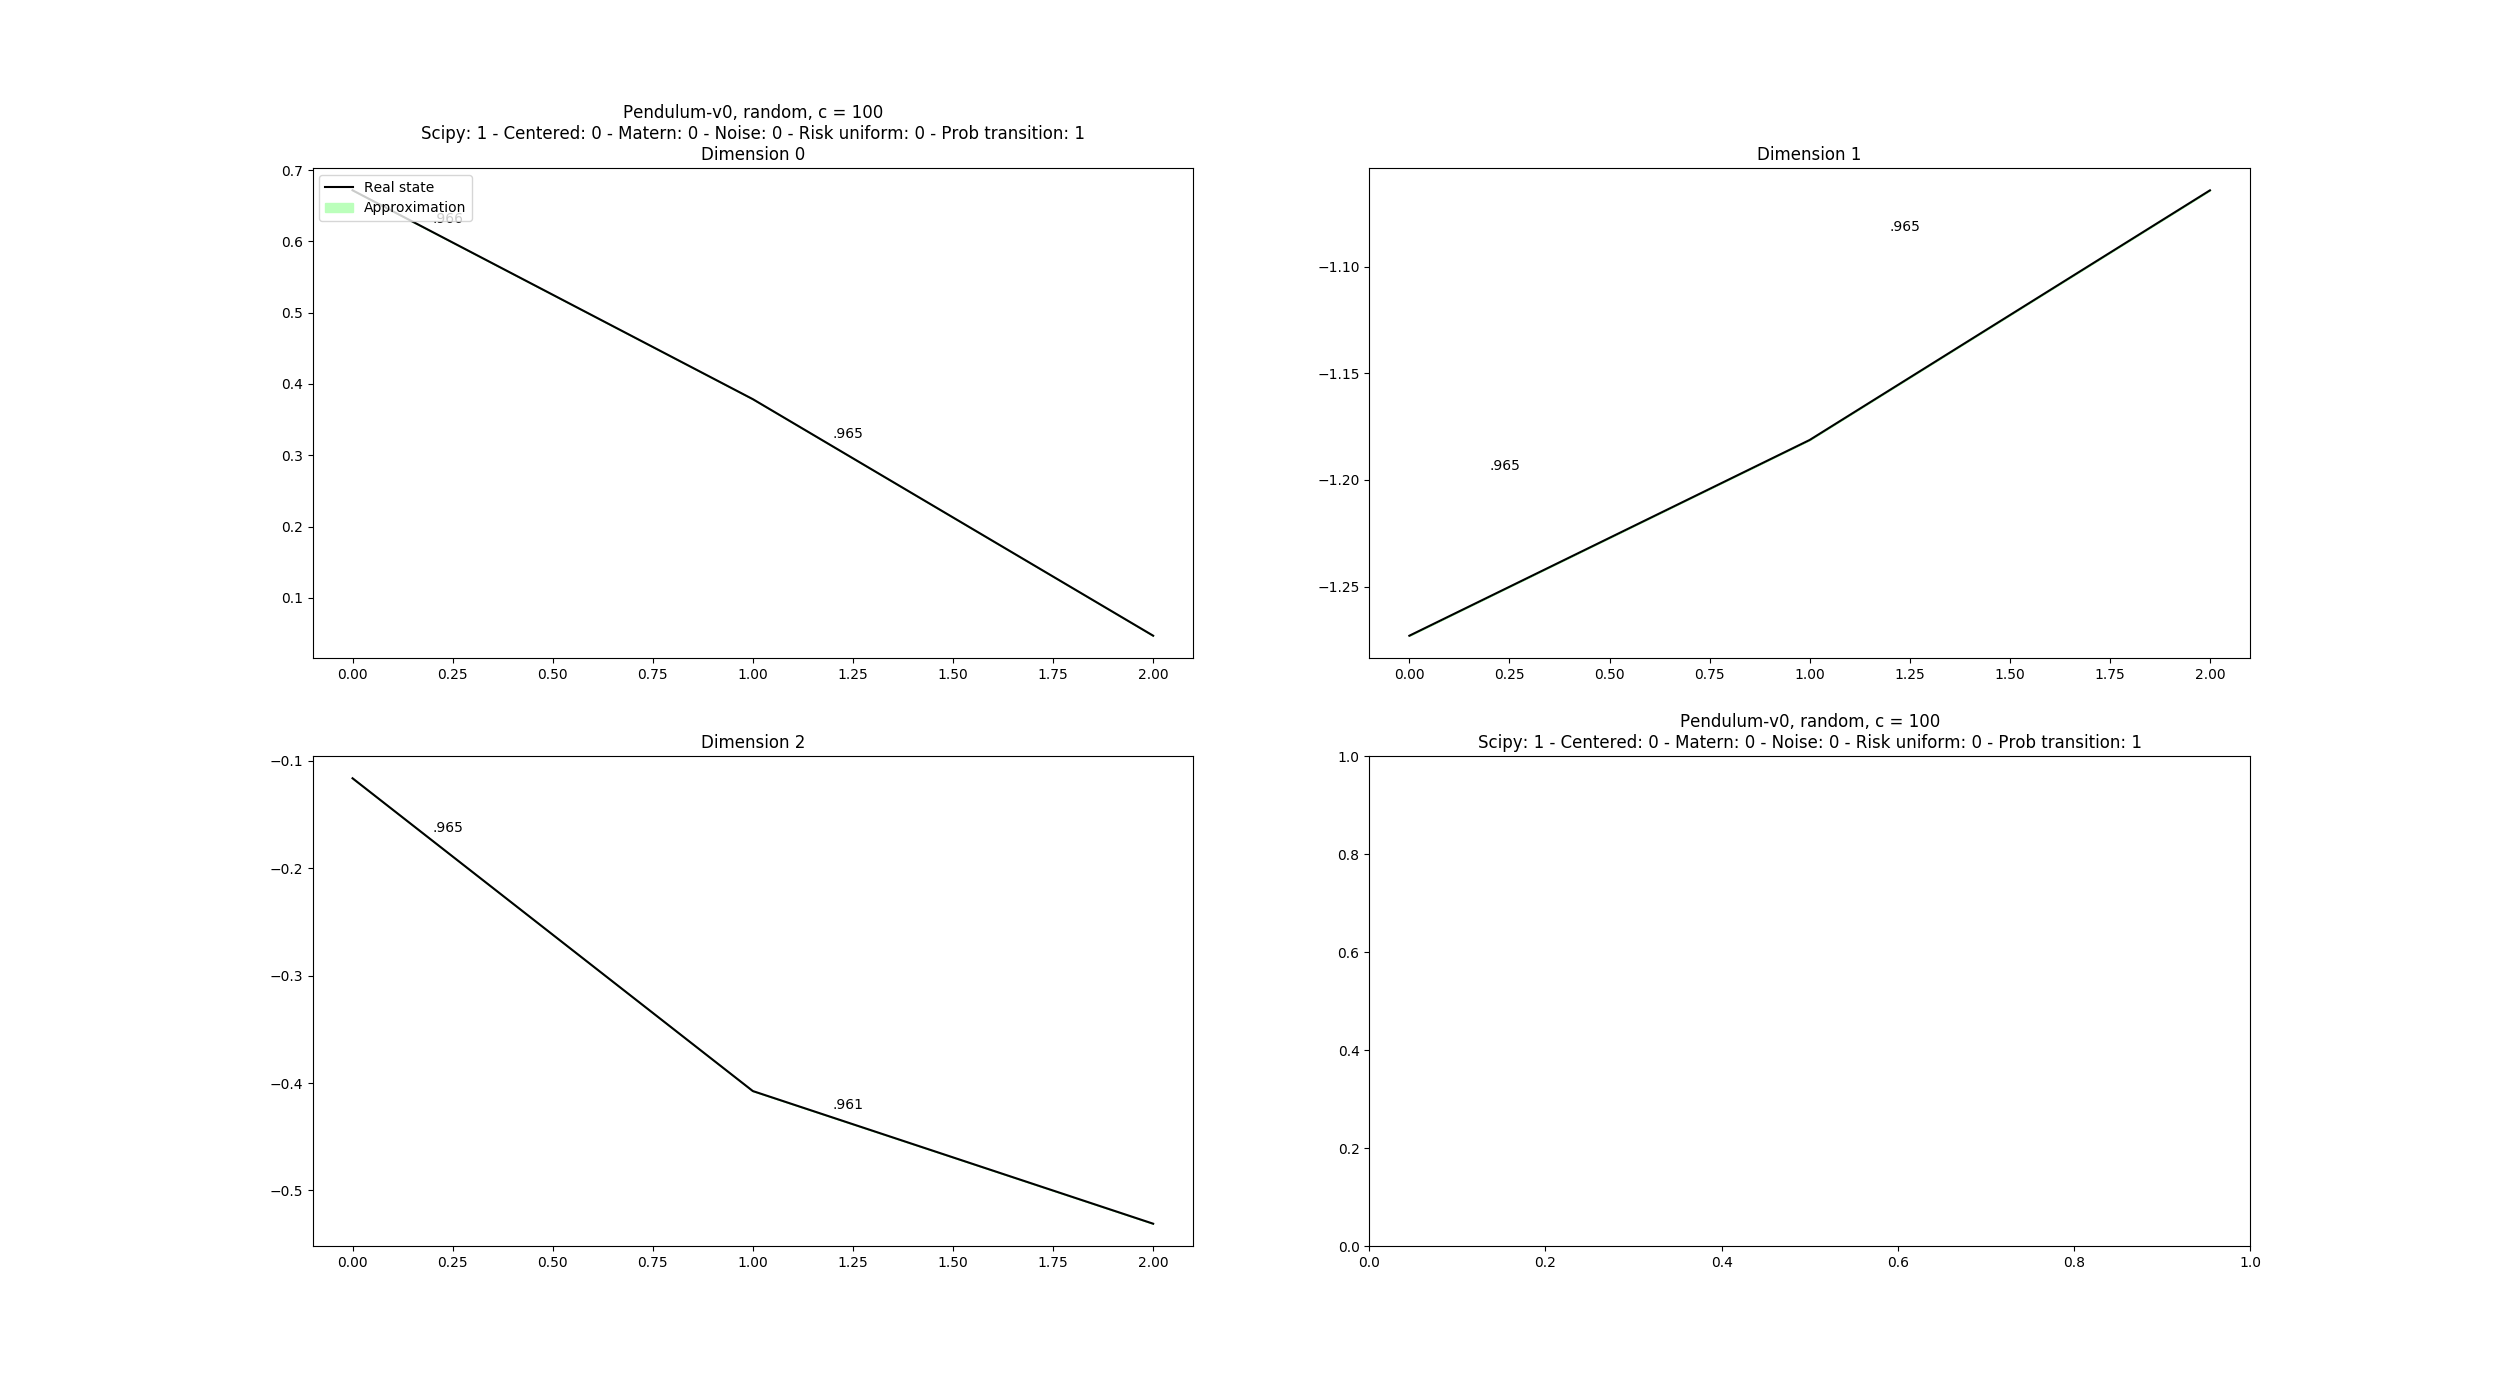 Pendulum-v0, random, c = 100
Scipy: 1 - Centered: 0 - Matern: 0 - Noise: 0 - Risk uniform: 0 - Prob transition: 1
Dimension 0
0.7
0.6
0.5
0.4
0.3
0.2
0.1
Real state
Approximation
.966
.965
0.00 0.25 0.50 0.75 1.00 1.25 1.50 1.75 2.00
Dimension 1
−1.10
−1.15
−1.20
−1.25
.965
.965
0.00 0.25 0.50 0.75 1.00 1.25 1.50 1.75 2.00
Dimension 2
−0.1
−0.2
−0.3
−0.4
−0.5
.965
.961
0.00 0.25 0.50 0.75 1.00 1.25 1.50 1.75 2.00
Pendulum-v0, random, c = 100
Scipy: 1 - Centered: 0 - Matern: 0 - Noise: 0 - Risk uniform: 0 - Prob transition: 1
1.0
0.8
0.6
0.4
0.2
0.0
0.0 0.2 0.4 0.6 0.8 1.0